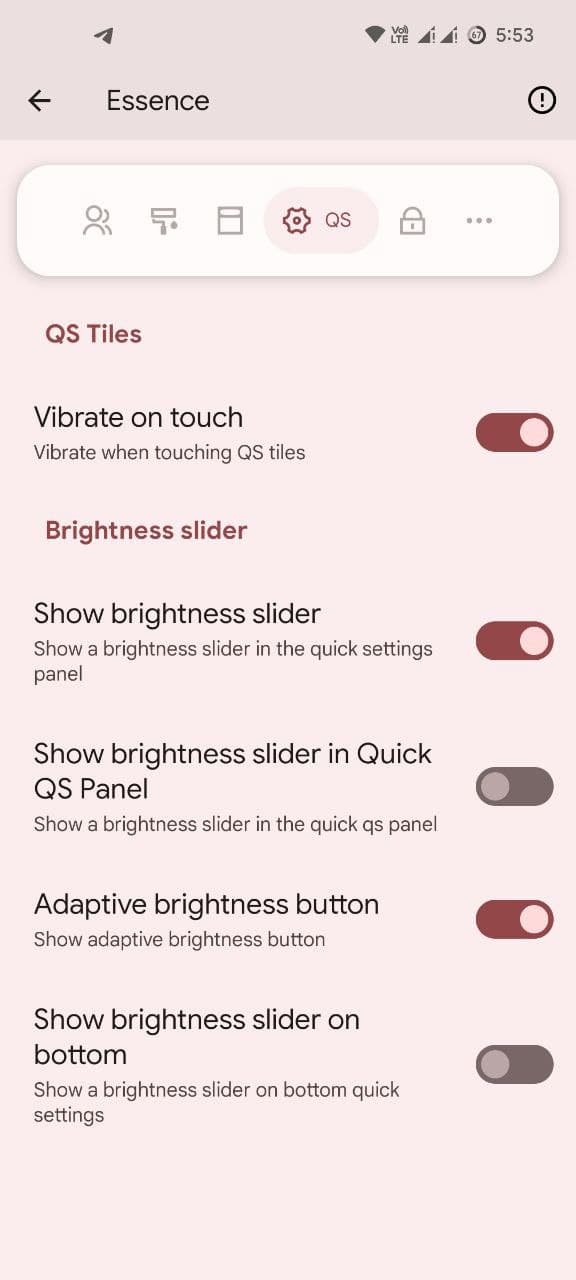 Vo))
LTE
67
5:53
Essence
QS
QS Tiles
Vibrate on touch
Vibrate when touching QS tiles
Brightness slider
Show brightness slider
Show a brightness slider in the quick settings
panel
Show brightness slider in Quick
QS Panel
Show a brightness slider in the quick qs panel
Adaptive brightness button
Show adaptive brightness button
Show brightness slider on
bottom
Show a brightness slider on bottom quick
settings